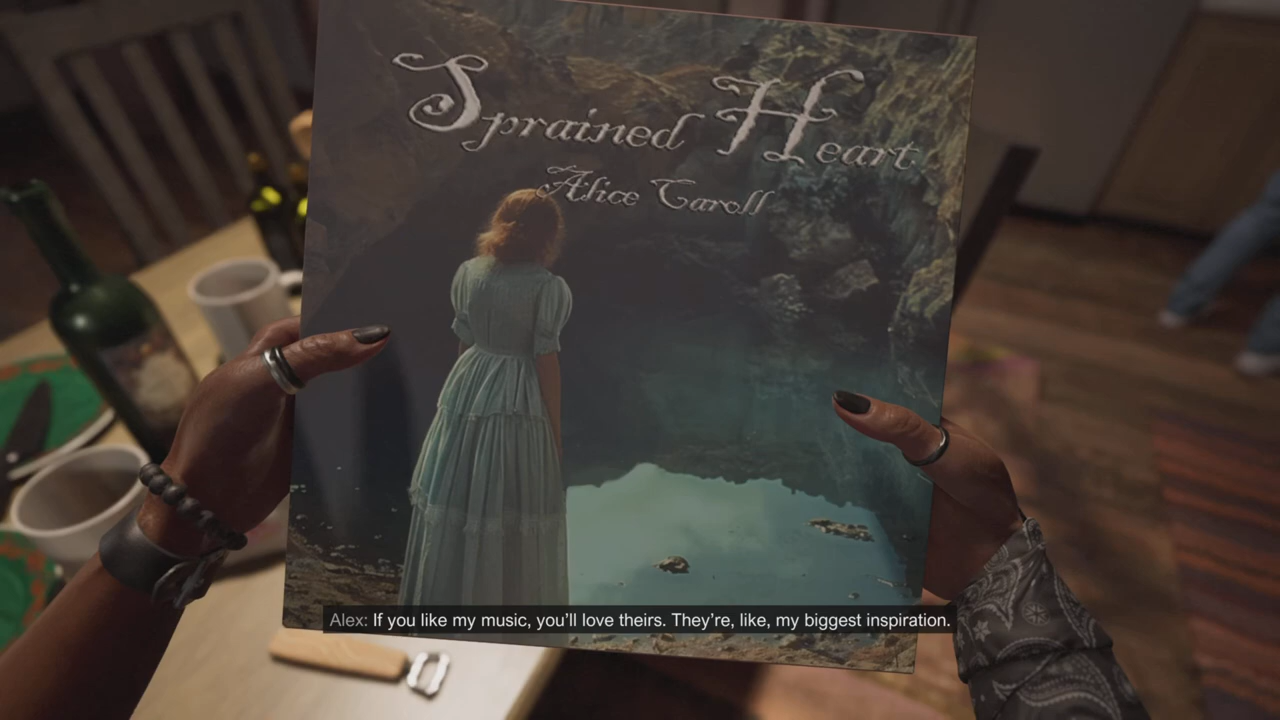 Sprained Heart
Alice Caroll
Alex: If you like my music, you'll love theirs. They're, like, my biggest inspiration.